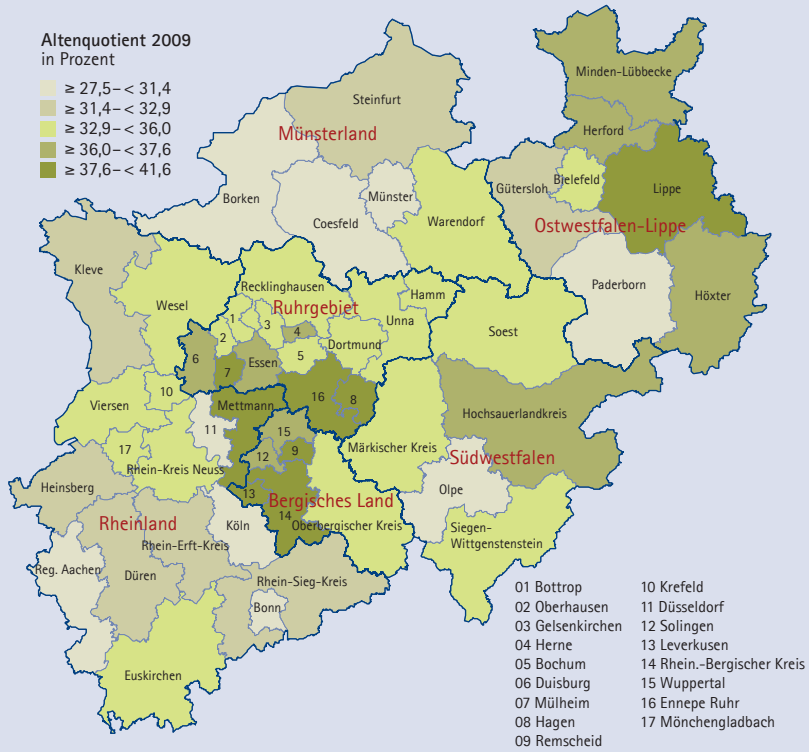 Altenquotient 2009
in Prozent
≥ 27,5 – < 31,4
≥ 31,4 – < 32,9
≥ 32,9 – < 36,0
≥ 36,0 – < 37,6
≥ 37,6 – < 41,6
Minden-Lübbecke
Steinfurt
Herford
Münsterland
Bielefeld
Gütersloh
Lippe
Borken
Münster
Coesfeld
Warendorf
Ostwestfalen-Lippe
Kleve
Paderborn
Höxter
Recklinghausen
Hamm
Wesel
Ruhrgebiet
1
3
4
Unna
Soest
2
Dortmund
6
7
Essen
5
10
16
8
Viersen
Mettmann
Hochsauerlandkreis
11
15
17
Märkischer Kreis
12
9
Südwestfalen
Rhein-Kreis Neuss
Heinsberg
13
Olpe
Bergisches Land
14
Rheinland
Köln
Oberbergischer Kreis
Siegen-
Wittgenstenstein
Rhein-Erft-Kreis
Reg. Aachen
Düren
Rhein-Sieg-Kreis
Bonn
Euskirchen
01 Bottrop
02 Oberhausen
03 Gelsenkirchen
04 Herne
05 Bochum
06 Duisburg
07 Mülheim
08 Hagen
09 Remscheid
10 Krefeld
11 Düsseldorf
12 Solingen
13 Leverkusen
14 Rhein.-Bergischer Kreis
15 Wuppertal
16 Ennepe Ruhr
17 Mönchengladbach